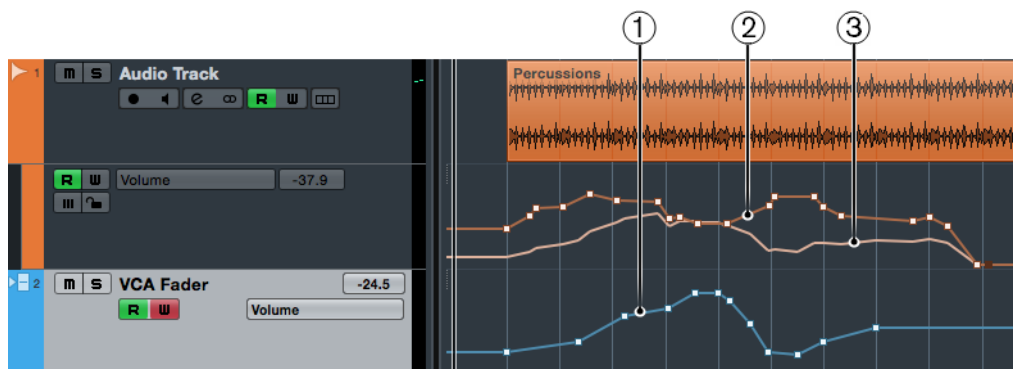 ① ② ③
1 m S Audio Track Percussions
e R W
R W Volume -37.9
2 m S VCA Fader -24.5
R W Volume